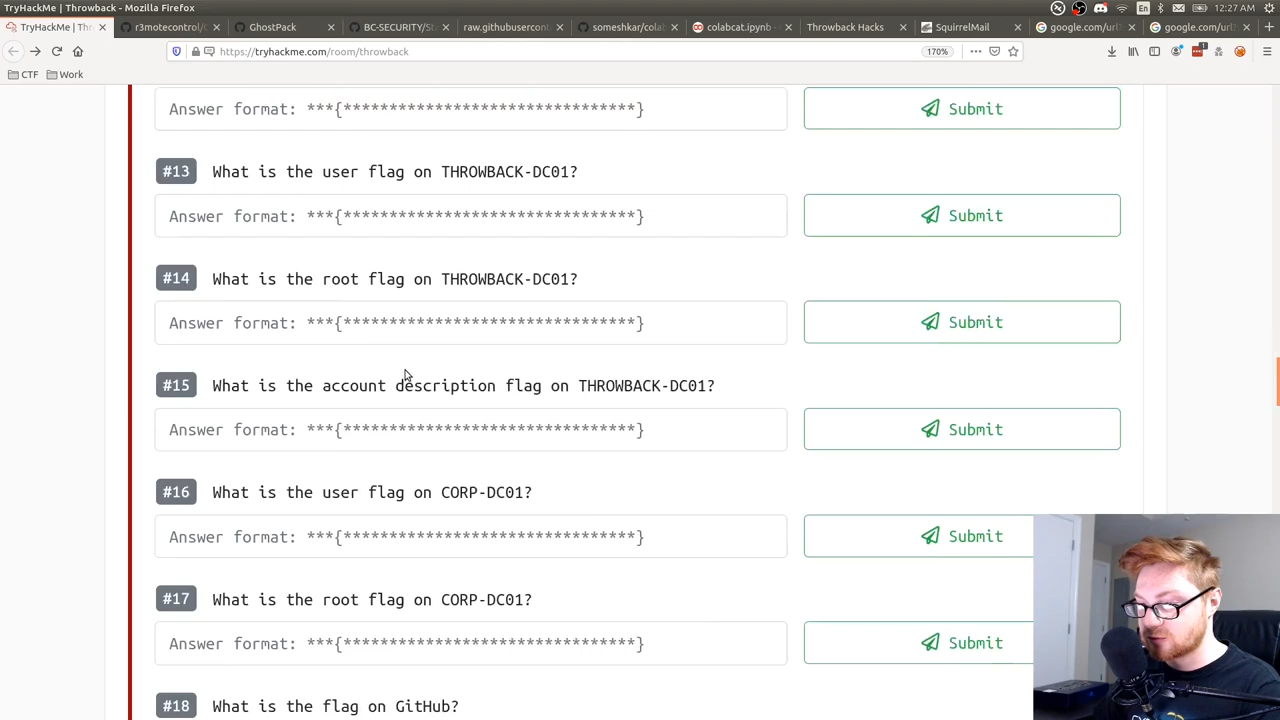 TryHackMe | Throwback - Mozilla Firefox
En
12:27 AM
TryHackMe | Thr
r3motecontrol/
GhostPack
BC-SECURITY/St
raw.githubusercont
someshkar/colab
colabcat.ipynb -
Throwback Hacks
SquirrelMail
google.com/url?
google.com/url?
https://tryhackme.com/room/throwback
170%
CTF
Work
Answer format: ***{********************************}
Submit
#13 What is the user flag on THROWBACK-DC01?
Answer format: ***{********************************}
Submit
#14 What is the root flag on THROWBACK-DC01?
Answer format: ***{********************************}
Submit
#15 What is the account description flag on THROWBACK-DC01?
Answer format: ***{********************************}
Submit
#16 What is the user flag on CORP-DC01?
Answer format: ***{********************************}
Submit
#17 What is the root flag on CORP-DC01?
Answer format: ***{********************************}
Submit
#18 What is the flag on GitHub?